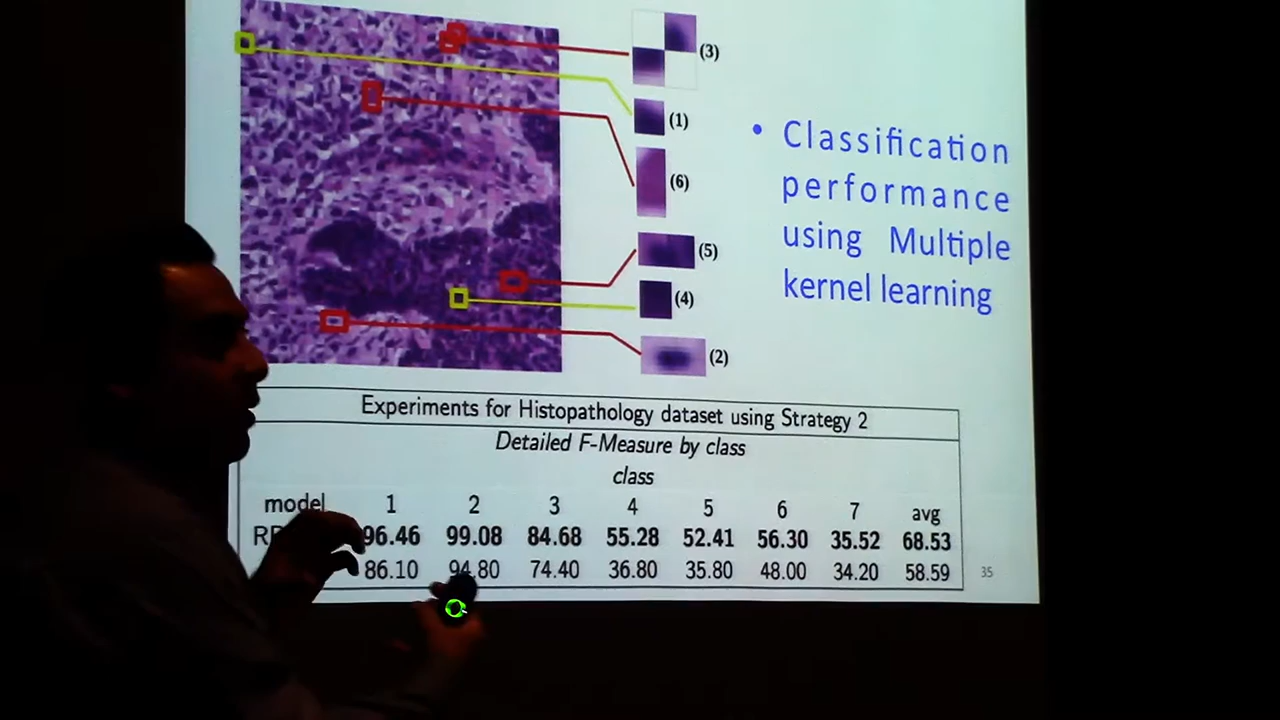 (3)
(1)
(6)
(5)
(4)
(2)
• Classification
performance
using Multiple
kernel learning
Experiments for Histopathology dataset using Strategy 2
Detailed F-Measure by class
class
model 1 2 3 4 5 6 7 avg
96.46 99.08 84.68 55.28 52.41 56.30 35.52 68.53
86.10 94.80 74.40 36.80 35.80 48.00 34.20 58.59
35